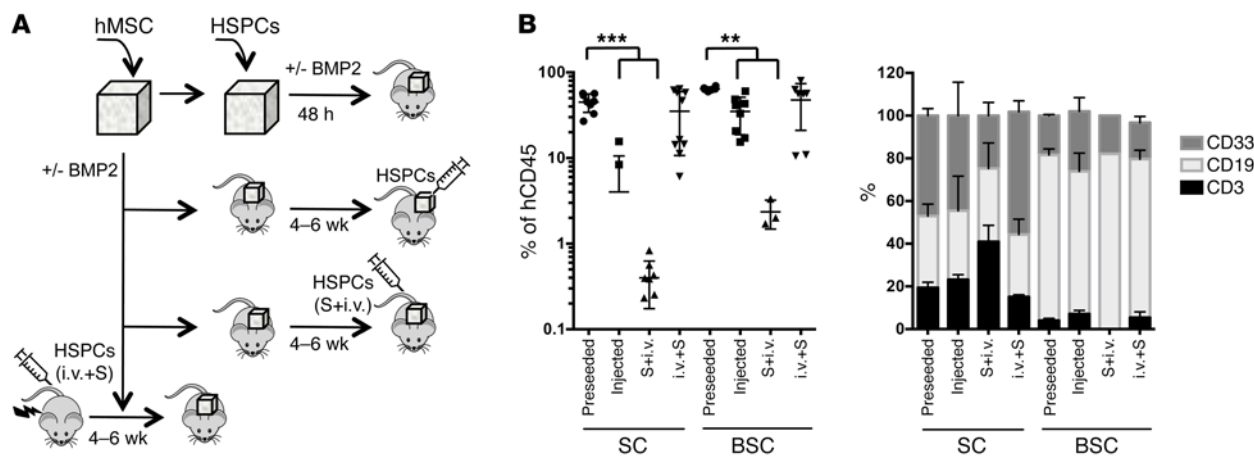 A
hMSC
HSPCs
+/- BMP2
48 h
+/- BMP2
HSPCs
4–6 wk
HSPCs
(S+i.v.)
4–6 wk
HSPCs
(i.v.+S)
4–6 wk
B
*** **
% of hCD45
100
10
1
0.1
Preseeded
Injected
S+i.v.
i.v.+S
Preseeded
Injected
S+i.v.
i.v.+S
SC BSC
%
120
100
80
60
40
20
0
Preseeded
Injected
S+i.v.
i.v.+S
Preseeded
Injected
S+i.v.
i.v.+S
SC BSC
CD33
CD19
CD3